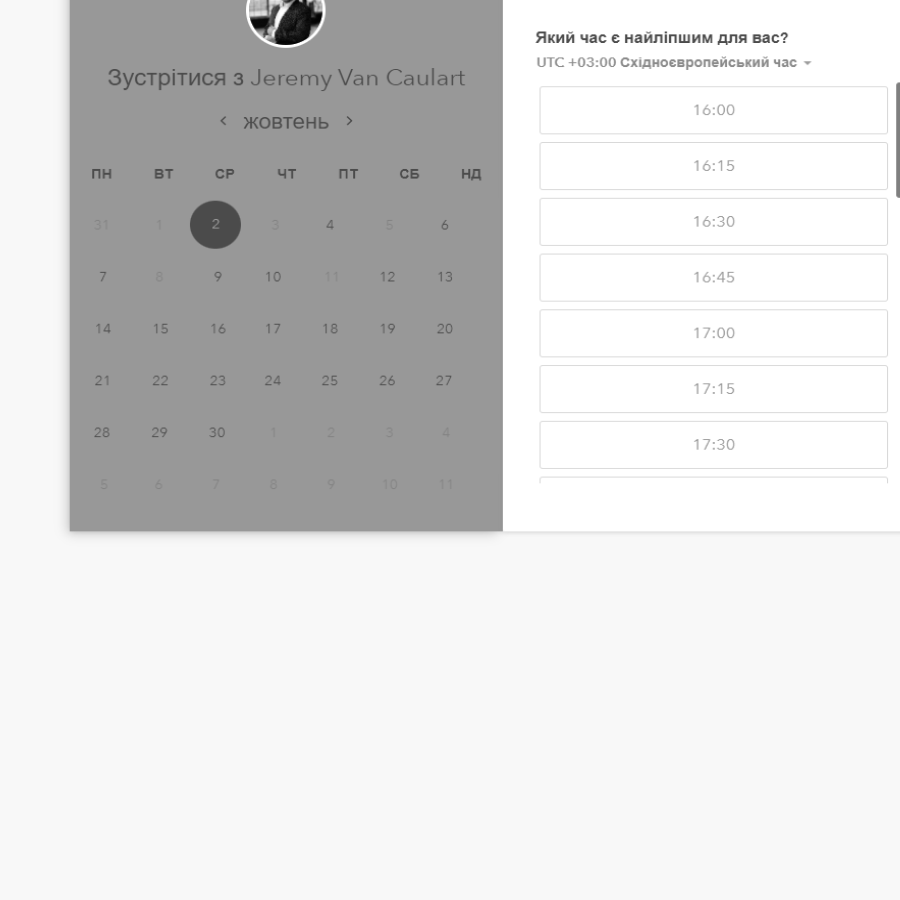 Зустрітися з Jeremy Van Caulart
жовтень
ПН ВТ СР ЧТ ПТ СБ НД
31 1 2 3 4 5 6
7 8 9 10 11 12 13
14 15 16 17 18 19 20
21 22 23 24 25 26 27
28 29 30 1 2 3 4
5 6 7 8 9 10 11
Який час є найліпшим для вас?
UTC +03:00 Східноєвропейський час
16:00
16:15
16:30
16:45
17:00
17:15
17:30